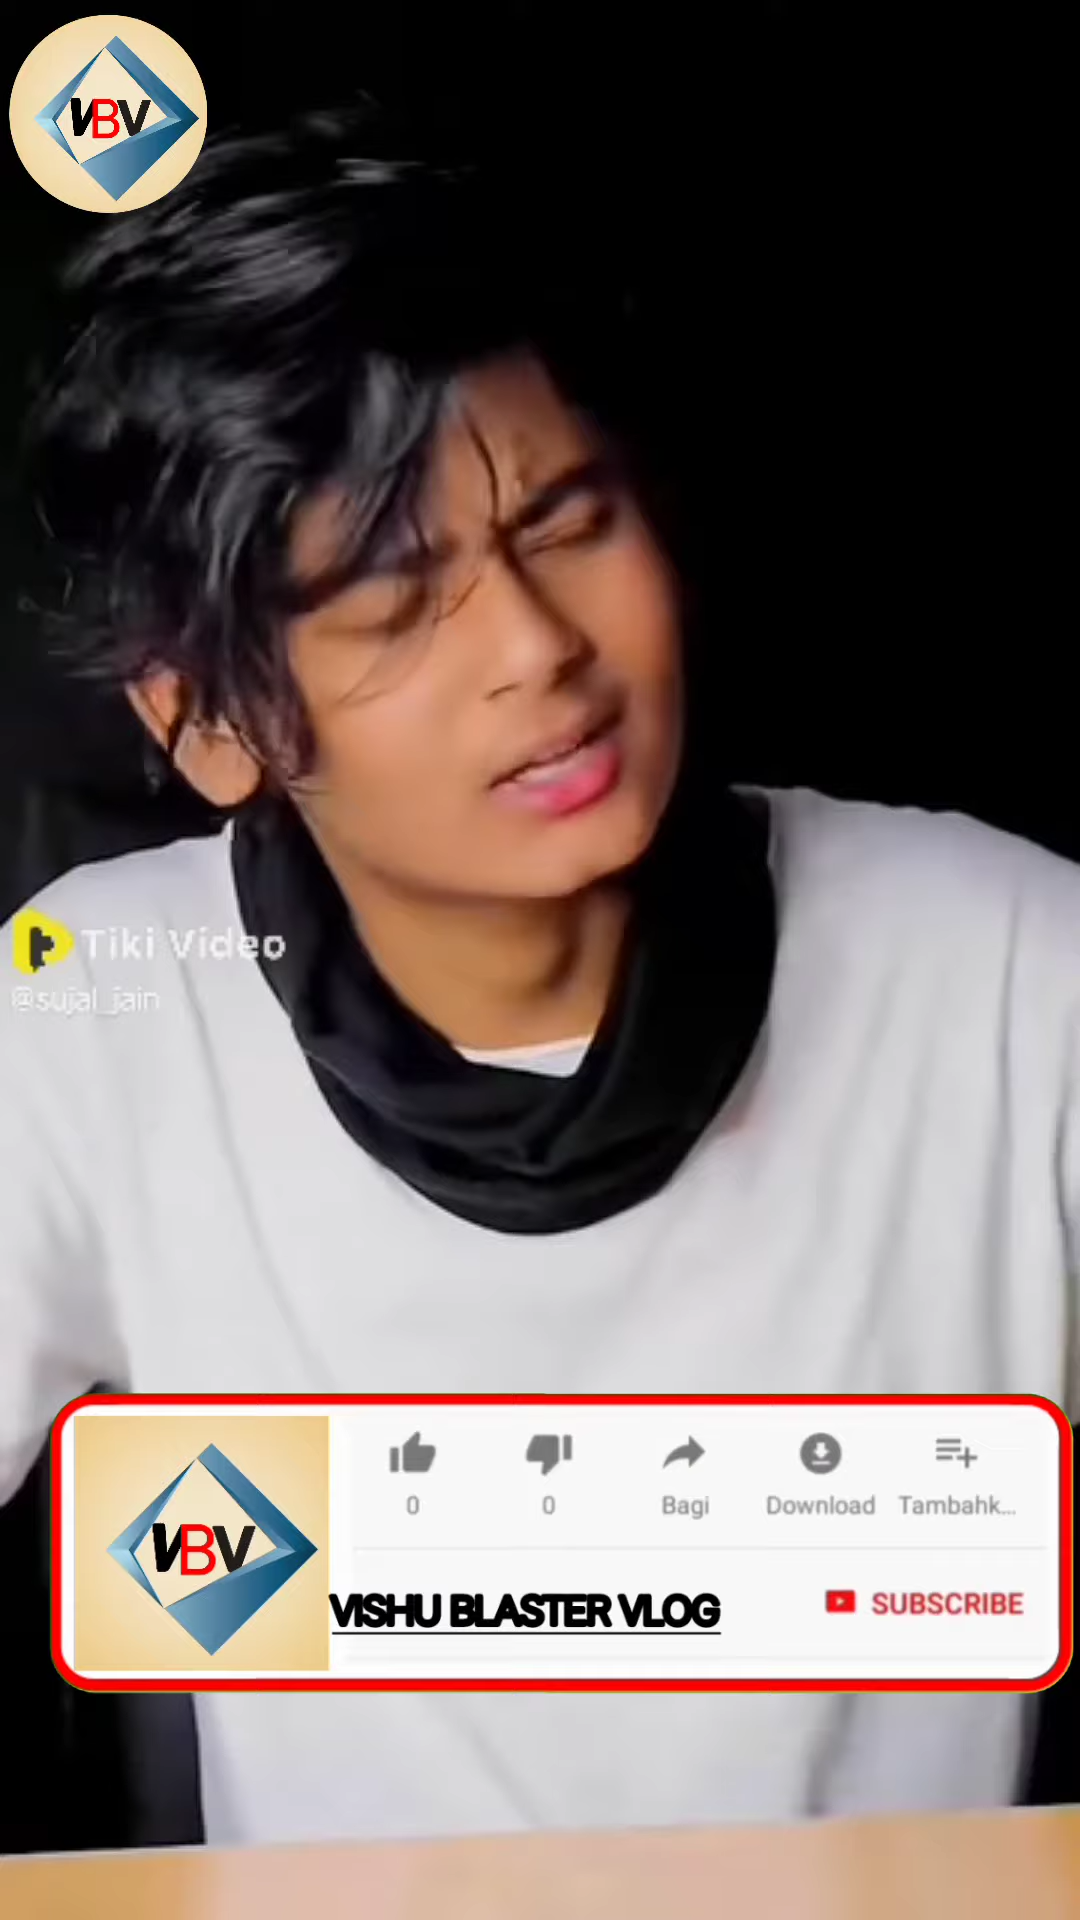 VBV
Tiki Video
@sujal_jain
VBV
0
0
Bagi
Download
Tambahk...
VISHU BLASTER VLOG
SUBSCRIBE